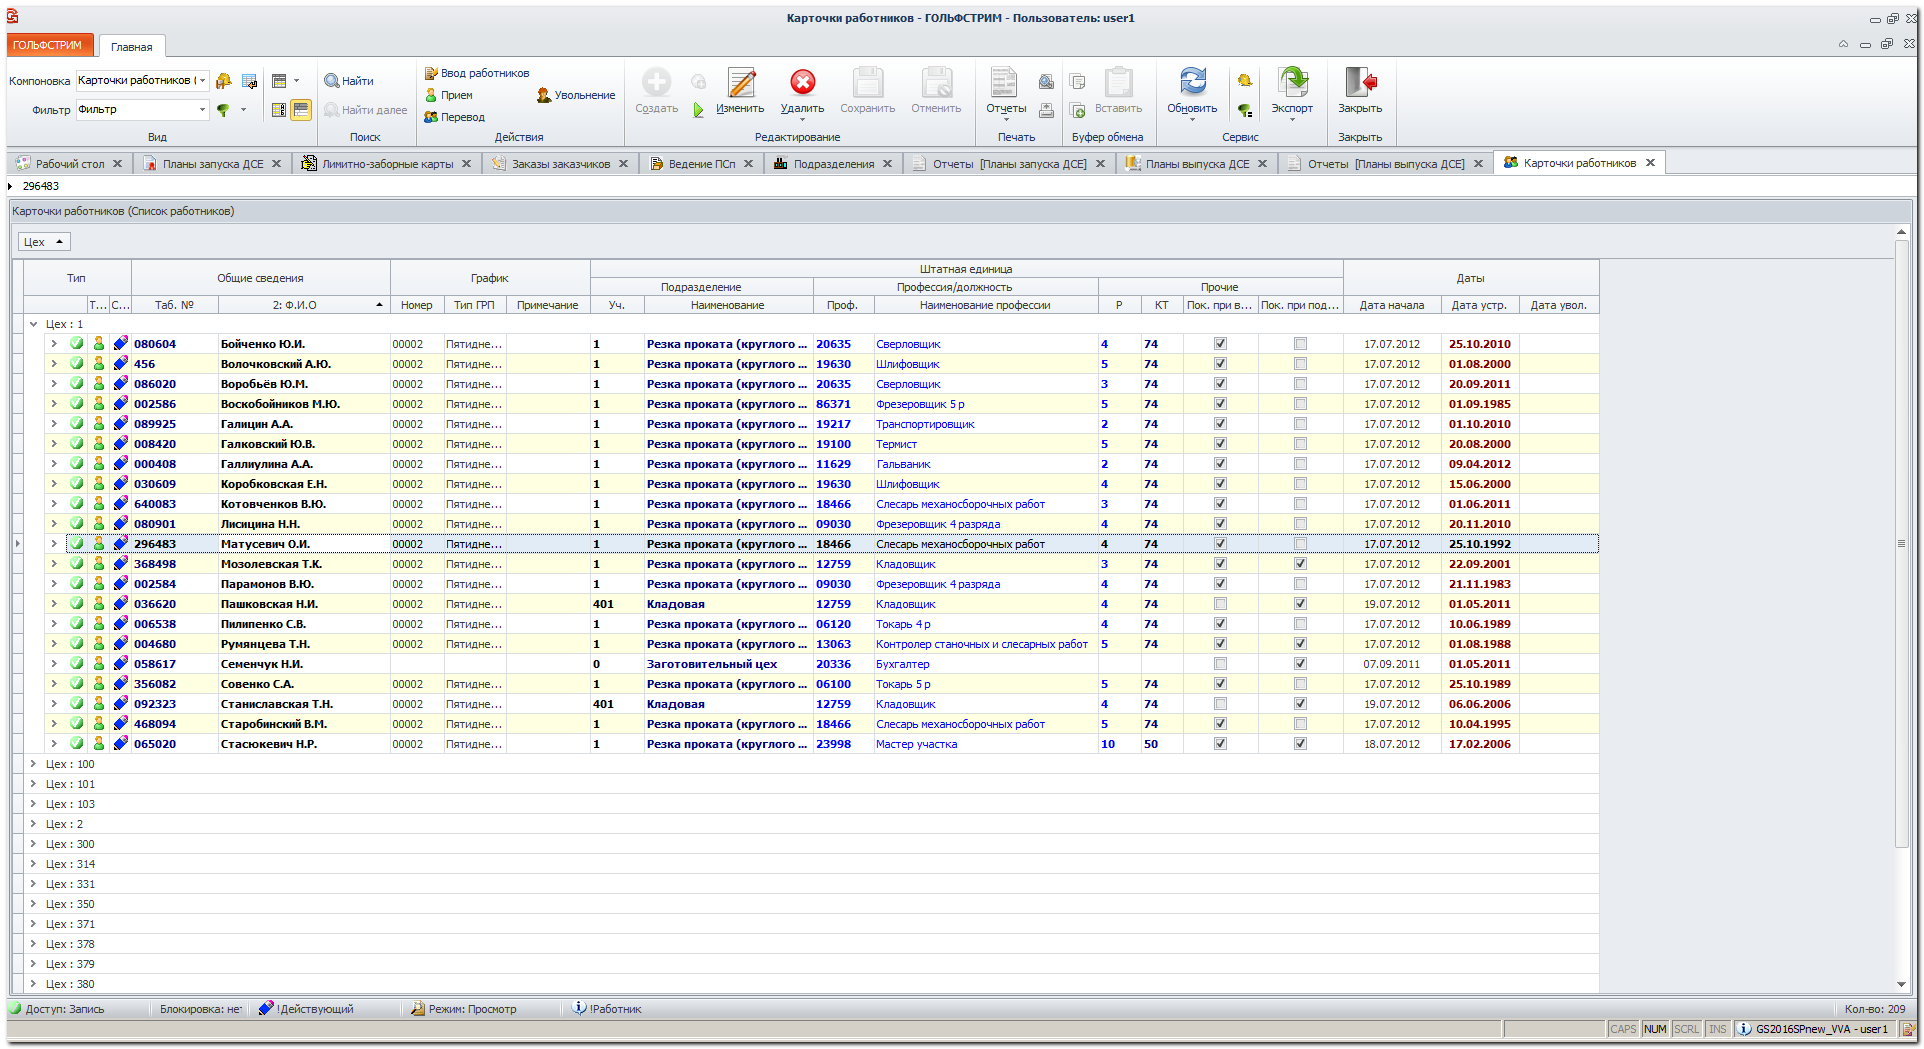 Карточки работников - ГОЛЬФСТРИМ - Пользователь: user1
ГОЛЬФСТРИМ Главная
Компоновка Карточки работников (
Фильтр Фильтр
Вид
Найти
Найти далее
Поиск
Ввод работников
Прием
Перевод
Увольнение
Действия
Создать Изменить Удалить Сохранить Отменить
Редактирование
Отчеты
Печать
Вставить
Буфер обмена
Обновить Экспорт
Сервис
Закрыть
Закрыть
Рабочий стол Планы запуска ДСЕ Лимитно-заборные карты Заказы заказчиков Ведение ПСп Подразделения Отчеты [Планы запуска ДСЕ] Планы выпуска ДСЕ Отчеты [Планы выпуска ДСЕ] Карточки работников
296483
Карточки работников (Список работников)
Цех
Тип Общие сведения График Штатная единица Даты
Подразделение Профессия/должность Прочие
Т... С... Таб. № 2: Ф.И.О Номер Тип ГРП Примечание Уч. Наименование Проф. Наименование профессии Р КТ Пок. при в... Пок. при под... Дата начала Дата устр. Дата увол.
Цех : 1
080604 Бойченко Ю.И. 00002 Пятидне... 1 Резка проката (круглого ... 20635 Сверловщик 4 74 17.07.2012 25.10.2010
456 Волочковский А.Ю. 00002 Пятидне... 1 Резка проката (круглого ... 19630 Шлифовщик 5 74 17.07.2012 01.08.2000
086020 Воробьёв Ю.М. 00002 Пятидне... 1 Резка проката (круглого ... 20635 Сверловщик 3 74 17.07.2012 20.09.2011
002586 Воскобойников М.Ю. 00002 Пятидне... 1 Резка проката (круглого ... 86371 Фрезеровщик 5 р 5 74 17.07.2012 01.09.1985
089925 Галицин А.А. 00002 Пятидне... 1 Резка проката (круглого ... 19217 Транспортировщик 2 74 17.07.2012 01.10.2010
008420 Галковский Ю.В. 00002 Пятидне... 1 Резка проката (круглого ... 19100 Термист 5 74 17.07.2012 20.08.2000
000408 Галлиулина А.А. 00002 Пятидне... 1 Резка проката (круглого ... 11629 Гальваник 2 74 17.07.2012 09.04.2012
030609 Коробковская Е.Н. 00002 Пятидне... 1 Резка проката (круглого ... 19630 Шлифовщик 4 74 17.07.2012 15.06.2000
640083 Котовченков В.Ю. 00002 Пятидне... 1 Резка проката (круглого ... 18466 Слесарь механосборочных работ 3 74 17.07.2012 01.06.2011
080901 Лисицина Н.Н. 00002 Пятидне... 1 Резка проката (круглого ... 09030 Фрезеровщик 4 разряда 4 74 17.07.2012 20.11.2010
296483 Матусевич О.И. 00002 Пятидне... 1 Резка проката (круглого ... 18466 Слесарь механосборочных работ 4 74 17.07.2012 25.10.1992
368498 Мозолевская Т.К. 00002 Пятидне... 1 Резка проката (круглого ... 12759 Кладовщик 3 74 17.07.2012 22.09.2001
002584 Парамонов В.Ю. 00002 Пятидне... 1 Резка проката (круглого ... 09030 Фрезеровщик 4 разряда 4 74 17.07.2012 21.11.1983
036620 Пашковская Н.И. 00002 Пятидне... 401 Кладовая 12759 Кладовщик 4 74 19.07.2012 01.05.2011
006538 Пилипенко С.В. 00002 Пятидне... 1 Резка проката (круглого ... 06120 Токарь 4 р 4 74 17.07.2012 10.06.1989
004680 Румянцева Т.Н. 00002 Пятидне... 1 Резка проката (круглого ... 13063 Контролер станочных и слесарных работ 5 74 17.07.2012 01.08.1988
058617 Семенчук Н.И. 0 Заготовительный цех 20336 Бухгалтер 07.09.2011 01.05.2011
356082 Совенко С.А. 00002 Пятидне... 1 Резка проката (круглого ... 06100 Токарь 5 р 5 74 17.07.2012 25.10.1989
092323 Станиславская Т.Н. 00002 Пятидне... 401 Кладовая 12759 Кладовщик 4 74 19.07.2012 06.06.2006
468094 Старобинский В.М. 00002 Пятидне... 1 Резка проката (круглого ... 18466 Слесарь механосборочных работ 5 74 17.07.2012 10.04.1995
065020 Стасюкевич Н.Р. 00002 Пятидне... 1 Резка проката (круглого ... 23998 Мастер участка 10 50 18.07.2012 17.02.2006
Цех : 100
Цех : 101
Цех : 103
Цех : 2
Цех : 300
Цех : 314
Цех : 331
Цех : 350
Цех : 371
Цех : 378
Цех : 379
Цех : 380
Доступ: Запись Блокировка: нет !Действующий Режим: Просмотр !Работник Кол-во: 209
CAPS NUM SCRL INS GS2016SPnew_VVA - user1